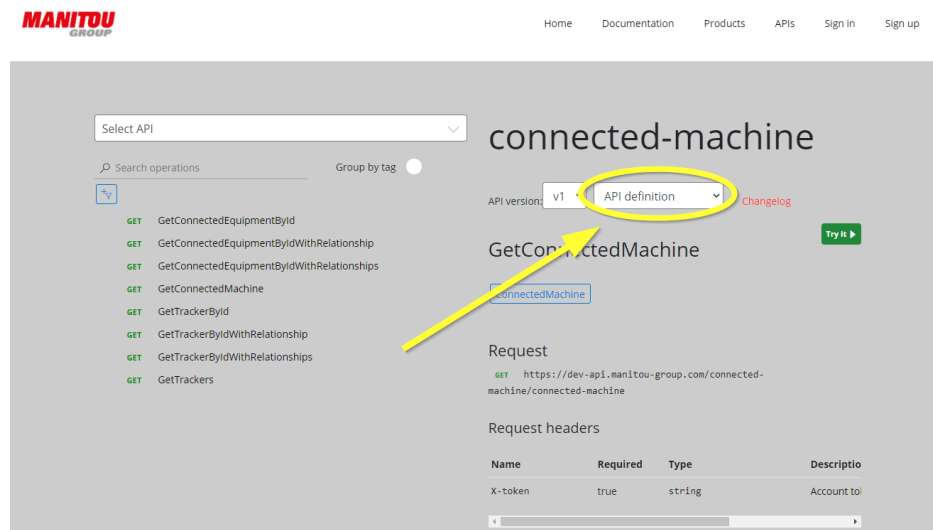 MANITOU
GROUP
Home Documentation Products APIs Sign in Sign up
Select API
Search operations
Group by tag
GET GetConnectedEquipmentById
GET GetConnectedEquipmentByIdWithRelationship
GET GetConnectedEquipmentByIdWithRelationships
GET GetConnectedMachine
GET GetTrackerById
GET GetTrackerByIdWithRelationship
GET GetTrackerByIdWithRelationships
GET GetTrackers
connected-machine
API version: v1 API definition Changelog
Try it
GetConnectedMachine
ConnectedMachine
Request
GET https://dev-api.manitou-group.com/connected-
machine/connected-machine
Request headers
Name Required Type Descriptio
X-token true string Account to